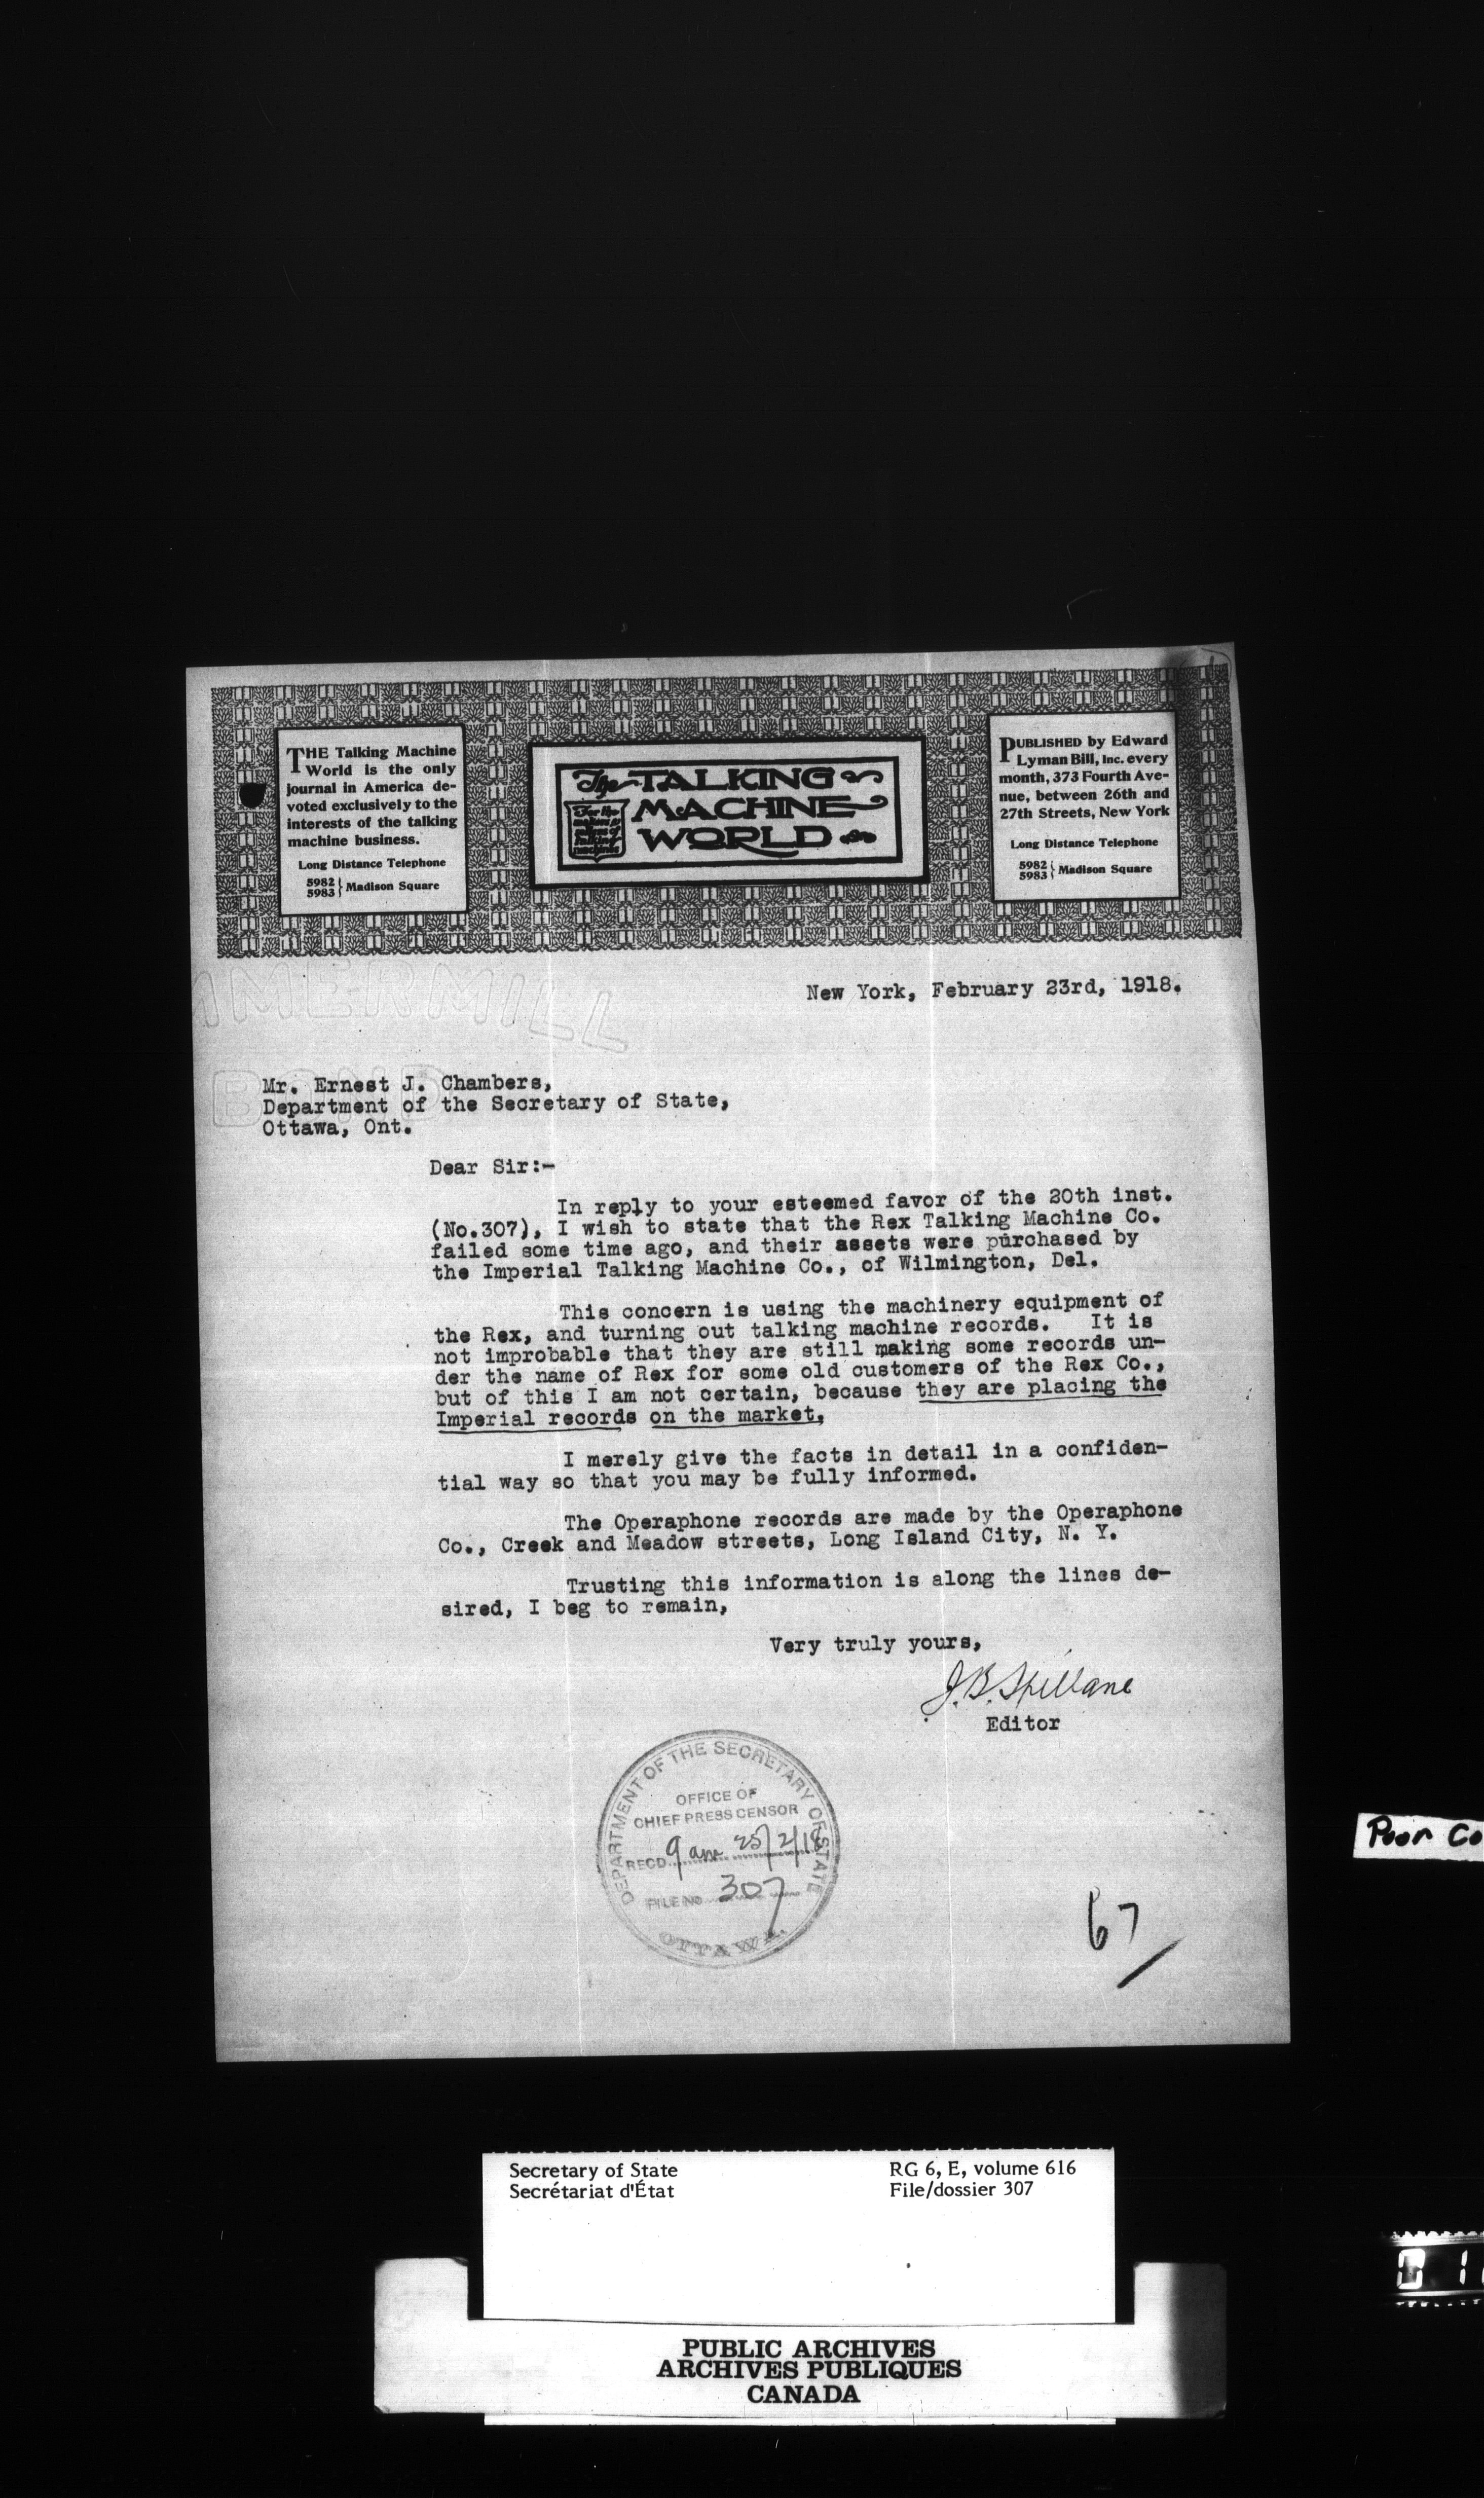 THE Talking Machine
World is the only
journal in America de-
voted exclusively to the
interests of the talking
machine business.
Long Distance Telephone
5982
5983 } Madison Square
The TALKING
MACHINE
WORLD
For the
makers &
sellers of
talking
machines
PUBLISHED by Edward
Lyman Bill, Inc. every
month, 373 Fourth Ave-
nue, between 26th and
27th Streets, New York
Long Distance Telephone
5982
5983 } Madison Square
MMERMILL
BOND
New York, February 23rd, 1918.
Mr. Ernest J. Chambers,
Department of the Secretary of State,
Ottawa, Ont.
Dear Sir:-
In reply to your esteemed favor of the 20th inst.
(No.307), I wish to state that the Rex Talking Machine Co.
failed some time ago, and their assets were purchased by
the Imperial Talking Machine Co., of Wilmington, Del.
This concern is using the machinery equipment of
the Rex, and turning out talking machine records. It is
not improbable that they are still making some records un-
der the name of Rex for some old customers of the Rex Co.,
but of this I am not certain, because they are placing the
Imperial records on the market.
I merely give the facts in detail in a confiden-
tial way so that you may be fully informed.
The Operaphone records are made by the Operaphone
Co., Creek and Meadow streets, Long Island City, N. Y.
Trusting this information is along the lines de-
sired, I beg to remain,
Very truly yours,
J.B. Spillane
Editor
DEPARTMENT OF THE SECRETARY OF STATE
OFFICE OF
CHIEF PRESS CENSOR
RECD 9 am 25/2/18
FILE NO 307
OTTAWA.
67
Poor Co
Secretary of State
Secrétariat d'État
RG 6, E, volume 616
File/dossier 307
PUBLIC ARCHIVES
ARCHIVES PUBLIQUES
CANADA